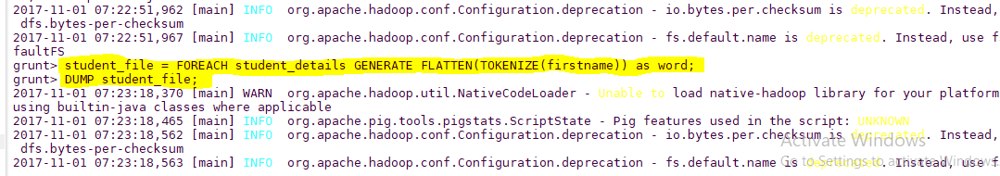 2017-11-01 07:22:51,962 [main] INFO  org.apache.hadoop.conf.Configuration.deprecation - io.bytes.per.checksum is deprecated. Instead,
 dfs.bytes-per-checksum
2017-11-01 07:22:51,967 [main] INFO  org.apache.hadoop.conf.Configuration.deprecation - fs.default.name is deprecated. Instead, use f
faultFS
grunt> student_file = FOREACH student_details GENERATE FLATTEN(TOKENIZE(firstname)) as word;
grunt> DUMP student_file;
2017-11-01 07:23:18,370 [main] WARN  org.apache.hadoop.util.NativeCodeLoader - Unable to load native-hadoop library for your platform
using builtin-java classes where applicable
2017-11-01 07:23:18,465 [main] INFO  org.apache.pig.tools.pigstats.ScriptState - Pig features used in the script: UNKNOWN
2017-11-01 07:23:18,562 [main] INFO  org.apache.hadoop.conf.Configuration.deprecation - io.bytes.per.checksum is deprecated. Instead,
 dfs.bytes-per-checksum
Activate Windows
2017-11-01 07:23:18,563 [main] INFO  org.apache.hadoop.conf.Configuration.deprecation - fs.default.name is deprecated. Instead, use f
Go to Settings to activate Windows